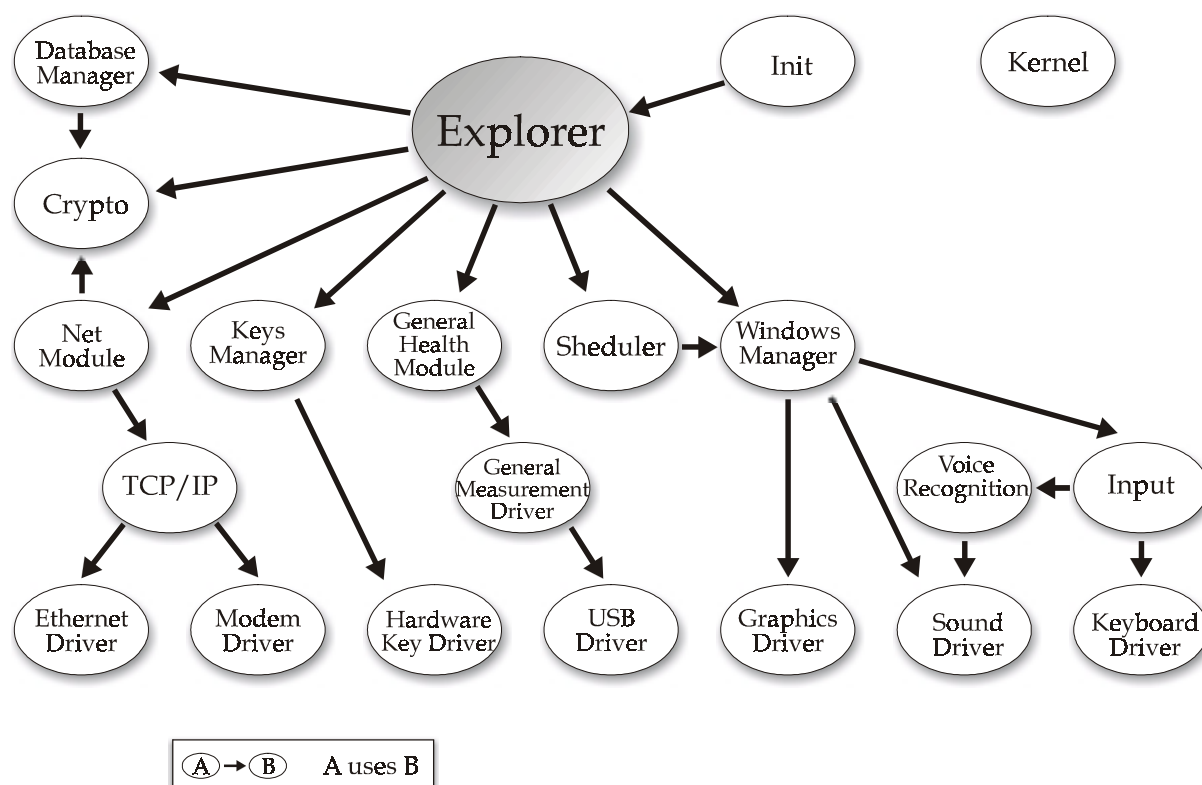 Database
Manager
Explorer
Init
Kernel
Crypto
Net
Module
Keys
Manager
General
Health
Module
Sheduler
Windows
Manager
TCP/IP
General
Measurement
Driver
Voice
Recognition
Input
Ethernet
Driver
Modem
Driver
Hardware
Key Driver
USB
Driver
Graphics
Driver
Sound
Driver
Keyboard
Driver
A B A uses B